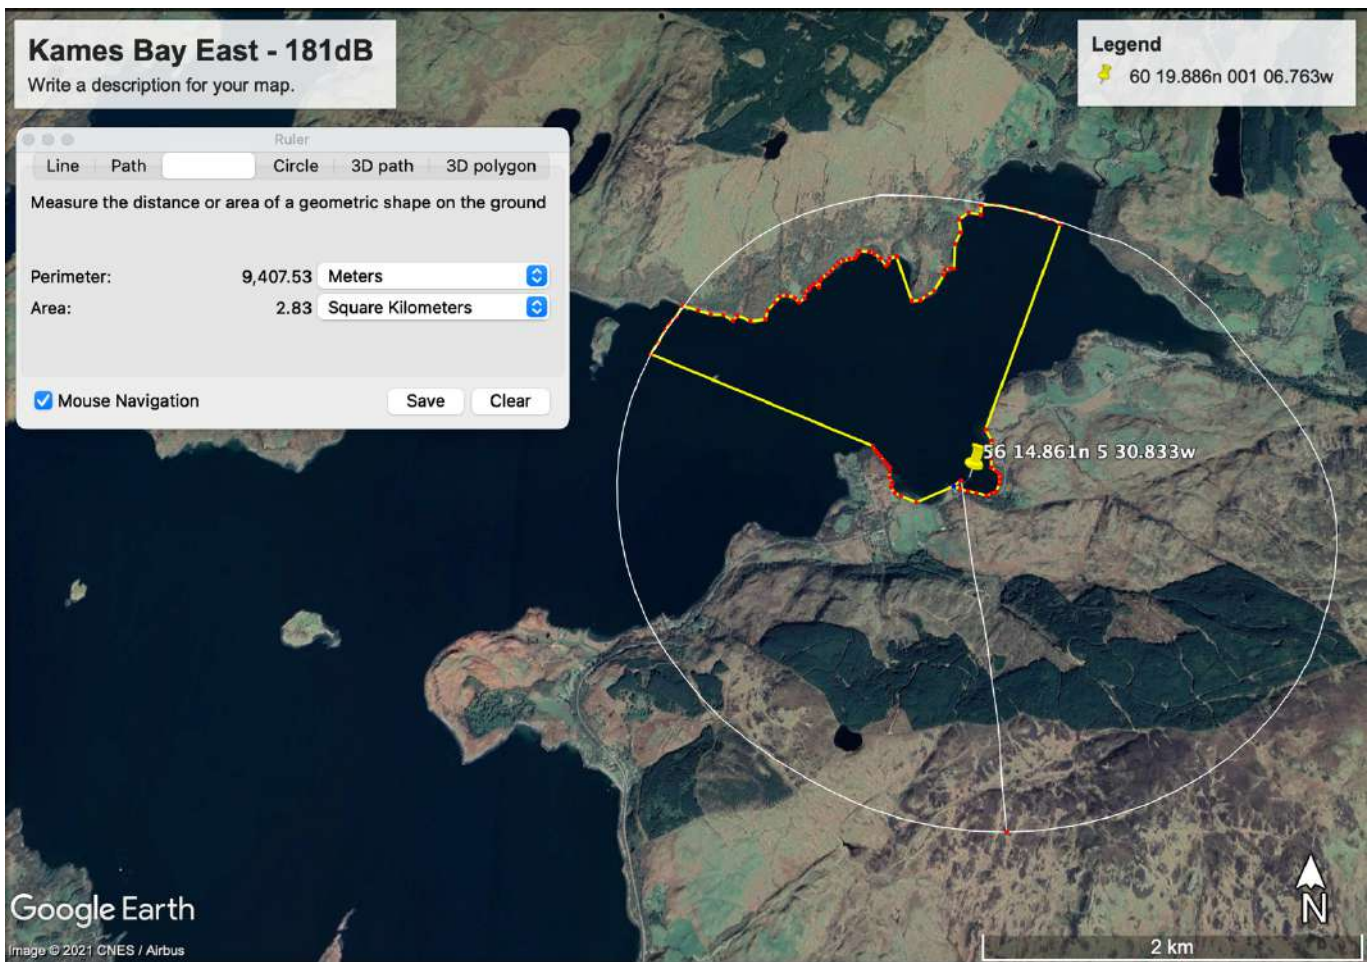 Kames Bay East - 181dB
Write a description for your map.
Legend
60 19.886n 001 06.763w
Ruler
Line Path Circle 3D path 3D polygon
Measure the distance or area of a geometric shape on the ground
Perimeter: 9,407.53 Meters
Area: 2.83 Square Kilometers
Mouse Navigation Save Clear
56 14.861n 5 30.833w
Google Earth
Image © 2021 CNES / Airbus
N
2 km